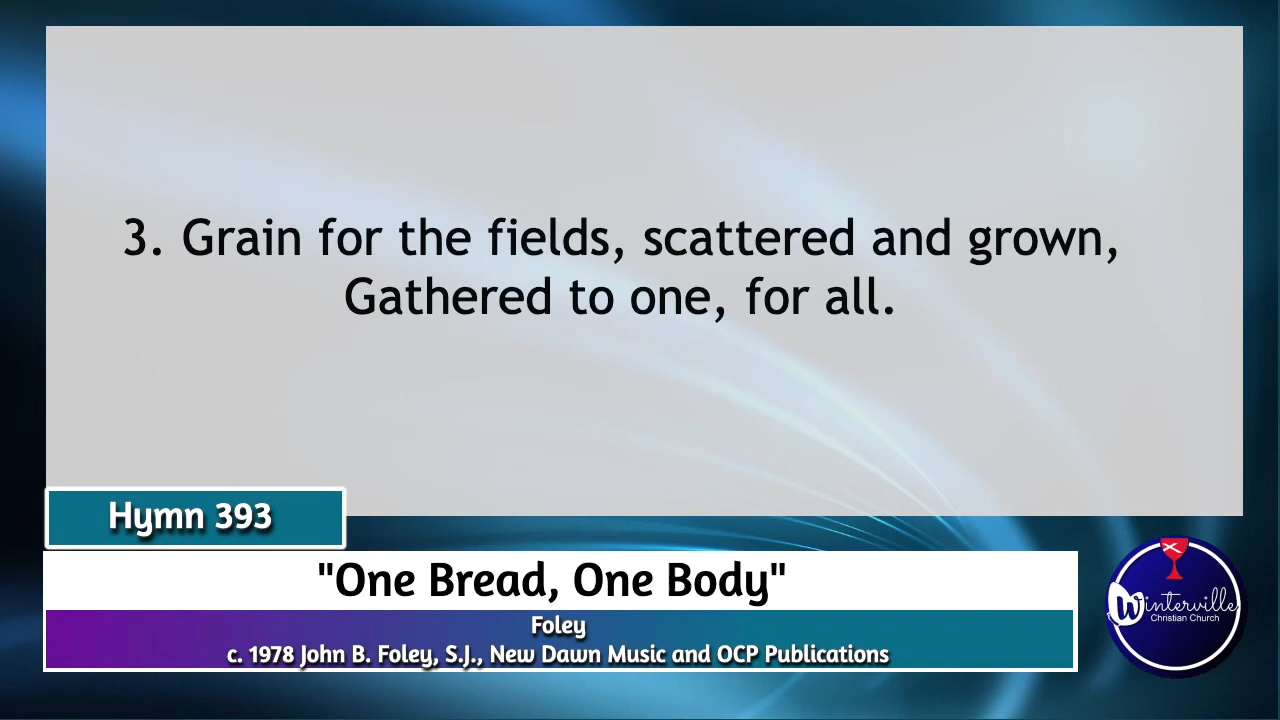 3. Grain for the fields, scattered and grown,
Gathered to one, for all.
Hymn 393
"One Bread, One Body"
Foley
c. 1978 John B. Foley, S.J., New Dawn Music and OCP Publications
Winterville
Christian Church